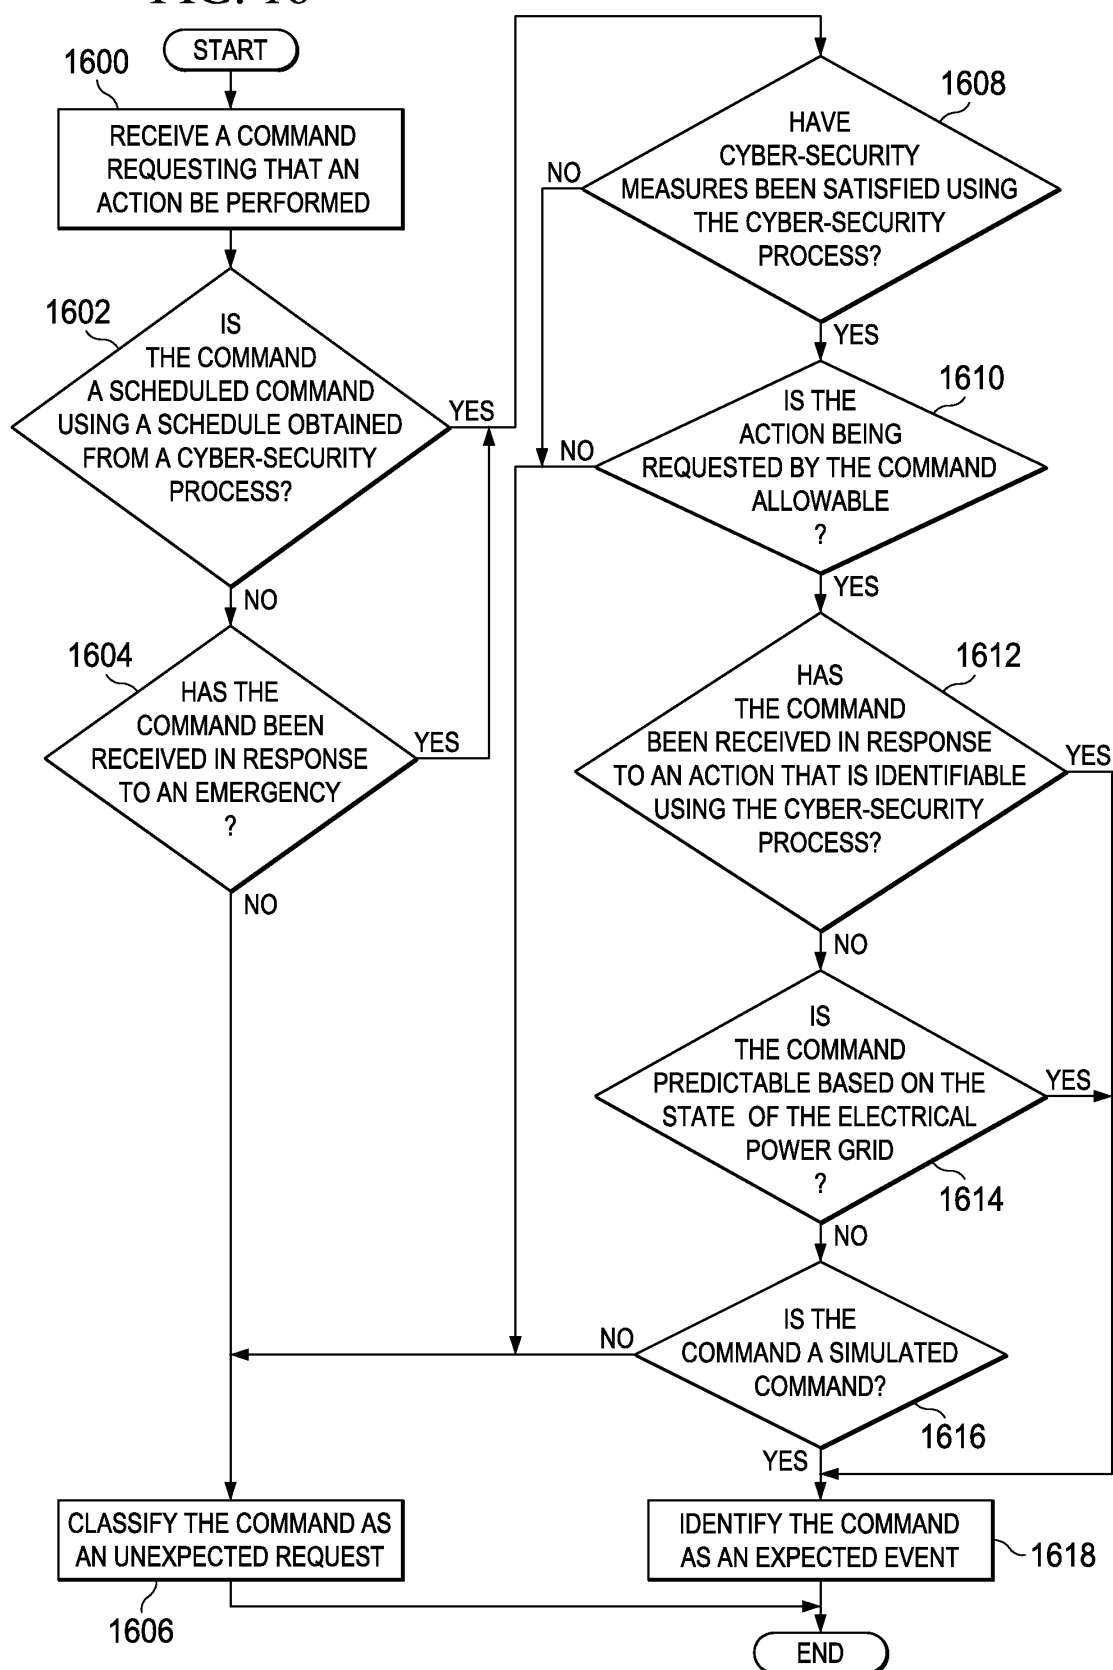 FIG. 16
START
1600
RECEIVE A COMMAND
REQUESTING THAT AN
ACTION BE PERFORMED
1602
IS
THE COMMAND
A SCHEDULED COMMAND
USING A SCHEDULE OBTAINED
FROM A CYBER-SECURITY
PROCESS?
YES
NO
1604
HAS THE
COMMAND BEEN
RECEIVED IN RESPONSE
TO AN EMERGENCY
?
YES
NO
CLASSIFY THE COMMAND AS
AN UNEXPECTED REQUEST
1606
1608
HAVE
CYBER-SECURITY
MEASURES BEEN SATISFIED USING
THE CYBER-SECURITY
PROCESS?
NO
YES
1610
IS THE
ACTION BEING
REQUESTED BY THE COMMAND
ALLOWABLE
?
NO
YES
1612
HAS
THE COMMAND
BEEN RECEIVED IN RESPONSE
TO AN ACTION THAT IS IDENTIFIABLE
USING THE CYBER-SECURITY
PROCESS?
YES
NO
IS
THE COMMAND
PREDICTABLE BASED ON THE
STATE OF THE ELECTRICAL
POWER GRID
?
YES
1614
NO
IS THE
COMMAND A SIMULATED
COMMAND?
NO
1616
YES
IDENTIFY THE COMMAND
AS AN EXPECTED EVENT
1618
END